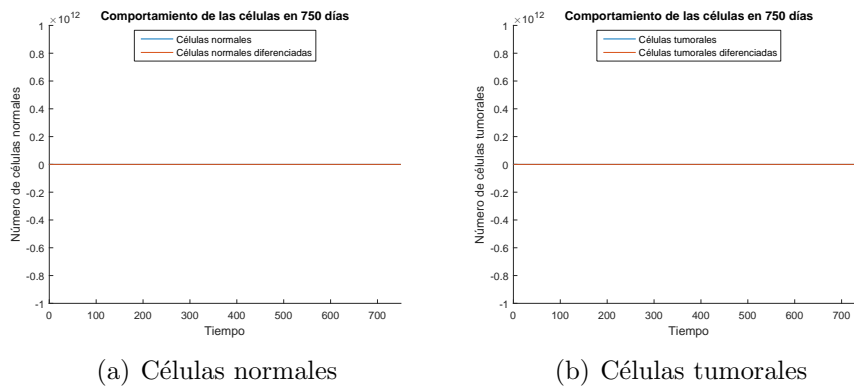 Comportamiento de las células en 750 días
×10^12
Células normales
Células normales diferenciadas
Número de células normales
1
0.8
0.6
0.4
0.2
0
-0.2
-0.4
-0.6
-0.8
-1
0 100 200 300 400 500 600 700
Tiempo
(a) Células normales
Comportamiento de las células en 750 días
×10^12
Células tumorales
Células tumorales diferenciadas
Número de células tumorales
1
0.8
0.6
0.4
0.2
0
-0.2
-0.4
-0.6
-0.8
-1
0 100 200 300 400 500 600 700
Tiempo
(b) Células tumorales